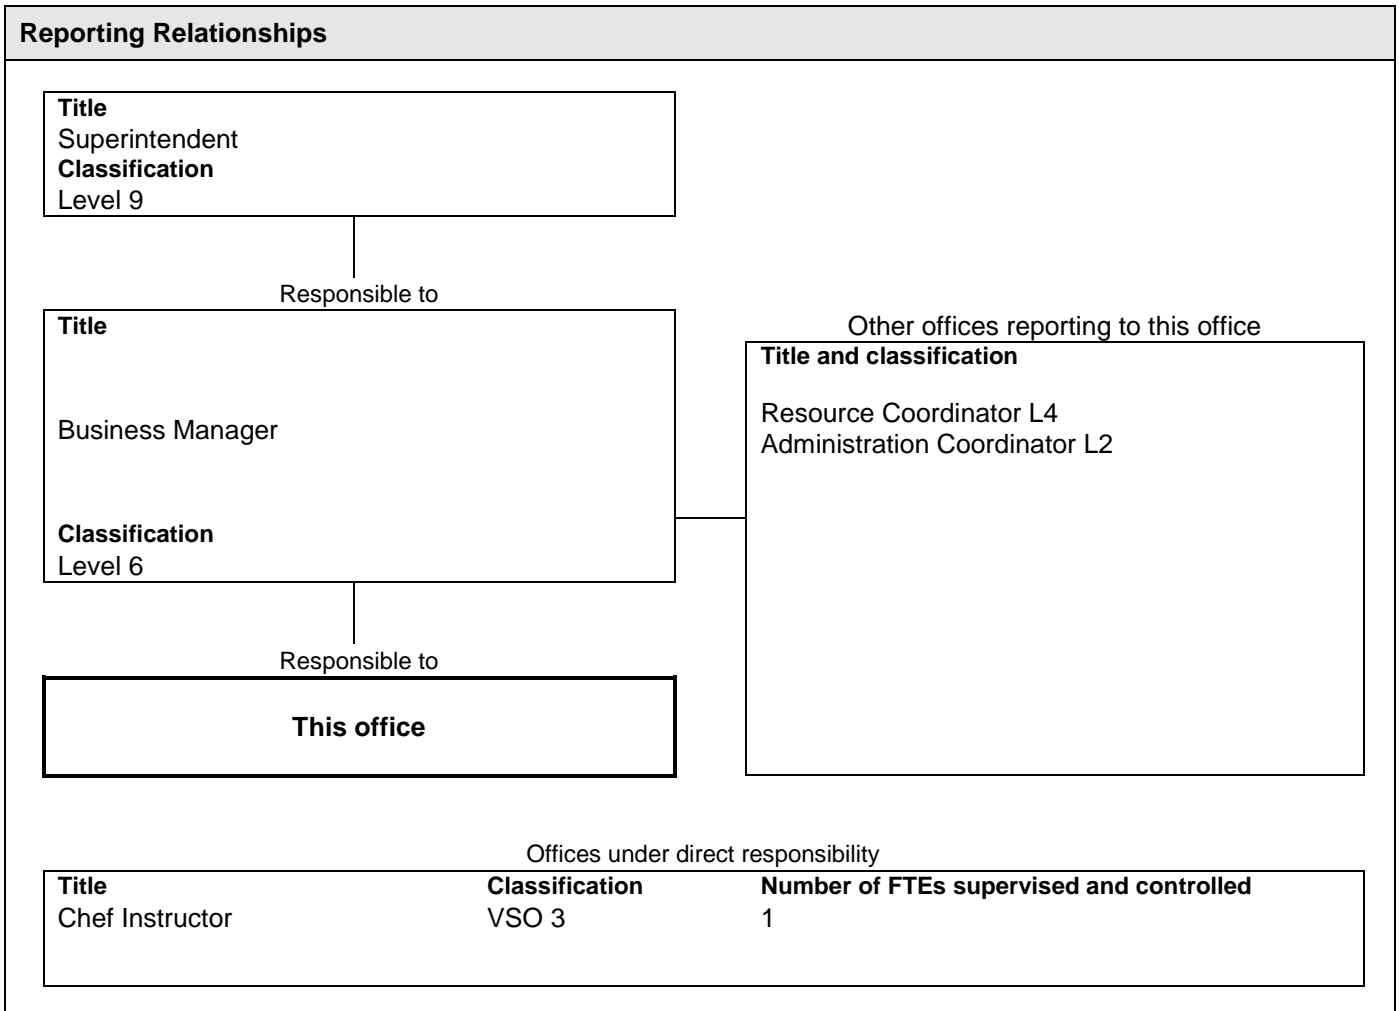 Reporting Relationships
Title
Superintendent
Classification
Level 9
Responsible to
Title
Business Manager
Classification
Level 6
Other offices reporting to this office
Title and classification
Resource Coordinator L4
Administration Coordinator L2
Responsible to
This office
Offices under direct responsibility
Title Classification Number of FTEs supervised and controlled
Chef Instructor VSO 3 1